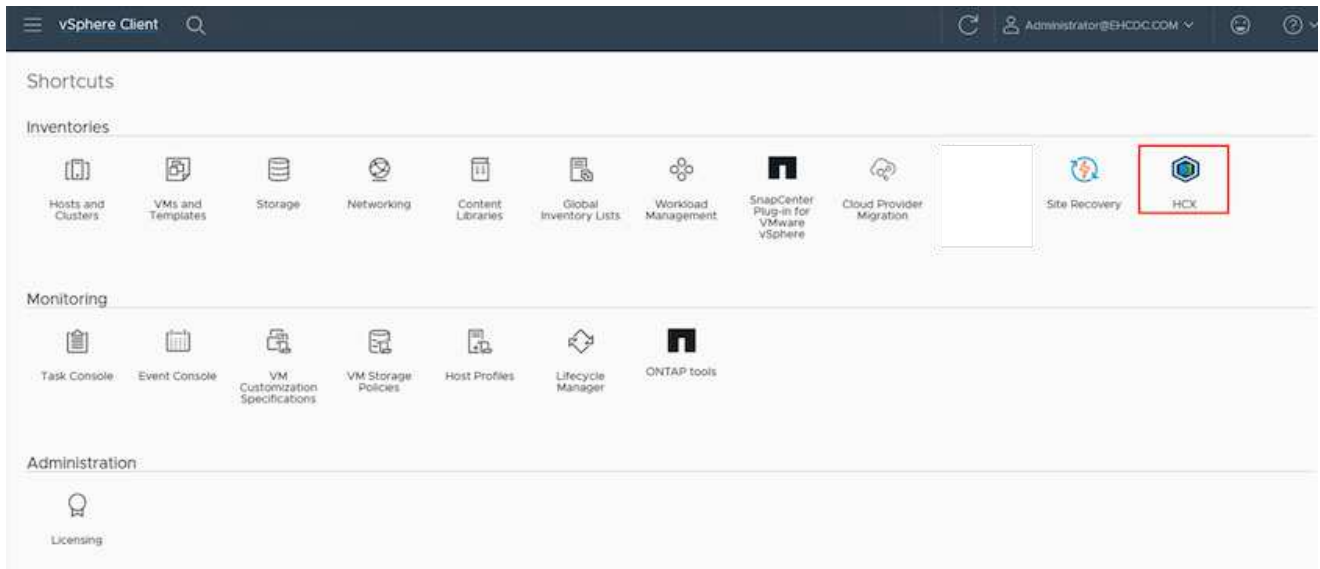 vSphere Client
Administrator@EHCDC.COM
Shortcuts
Inventories
Hosts and
Clusters
VMs and
Templates
Storage
Networking
Content
Libraries
Global
Inventory Lists
Workload
Management
SnapCenter
Plug-in for
VMware
vSphere
Cloud Provider
Migration
Site Recovery
HCX
Monitoring
Task Console
Event Console
VM
Customization
Specifications
VM Storage
Policies
Host Profiles
Lifecycle
Manager
ONTAP tools
Administration
Licensing